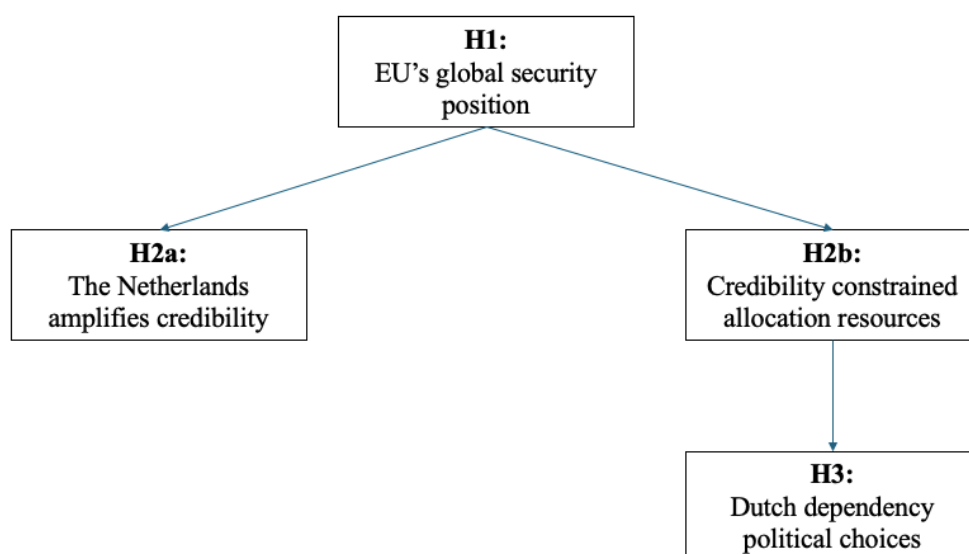 H1:
EU’s global security
position
H2a:
The Netherlands
amplifies credibility
H2b:
Credibility constrained
allocation resources
H3:
Dutch dependency
political choices